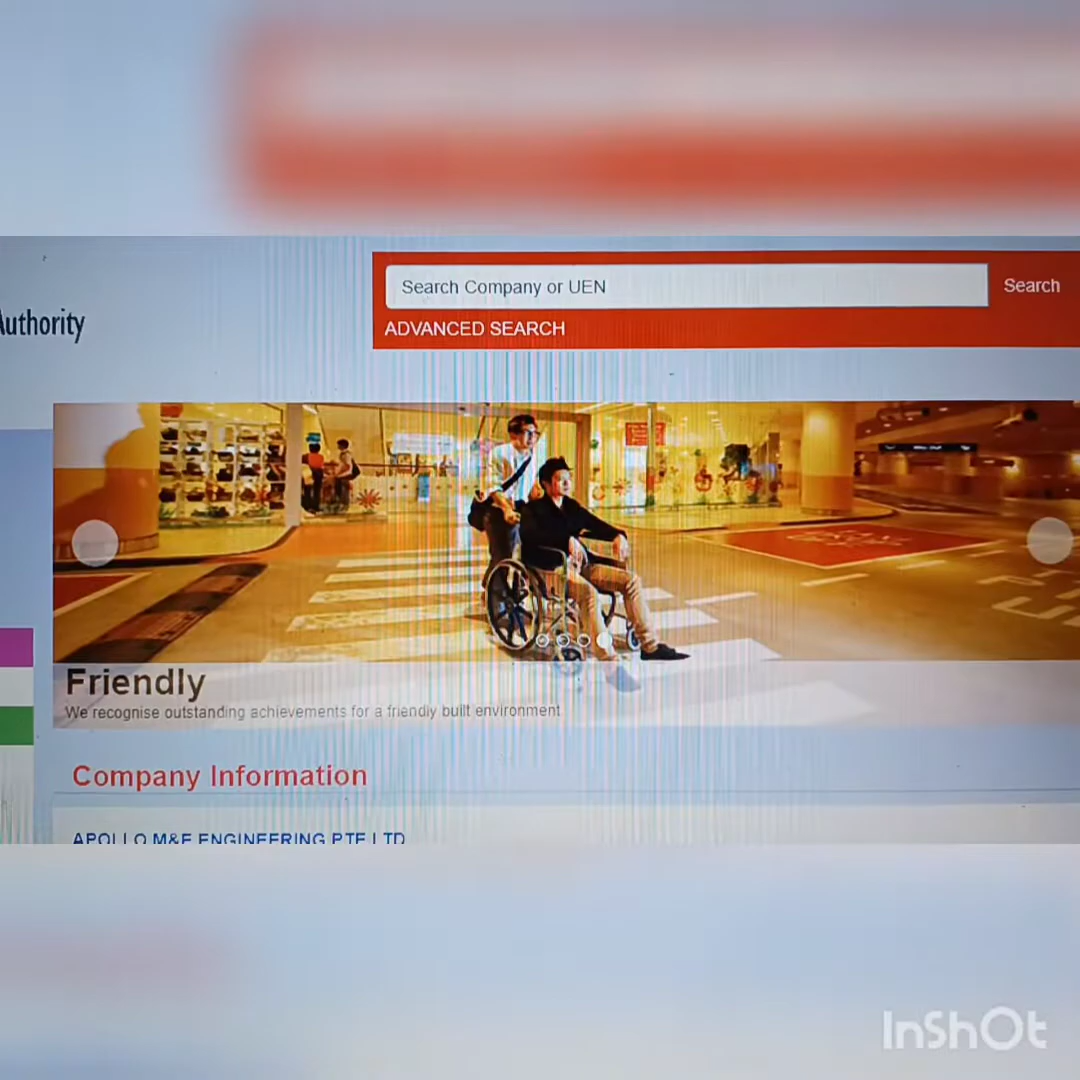 Search Company or UEN
Search
ADVANCED SEARCH
Authority
Friendly
We recognise outstanding achievements for a friendly built environment
Company Information
APOLLO M&E ENGINEERING PTE LTD
InShOt